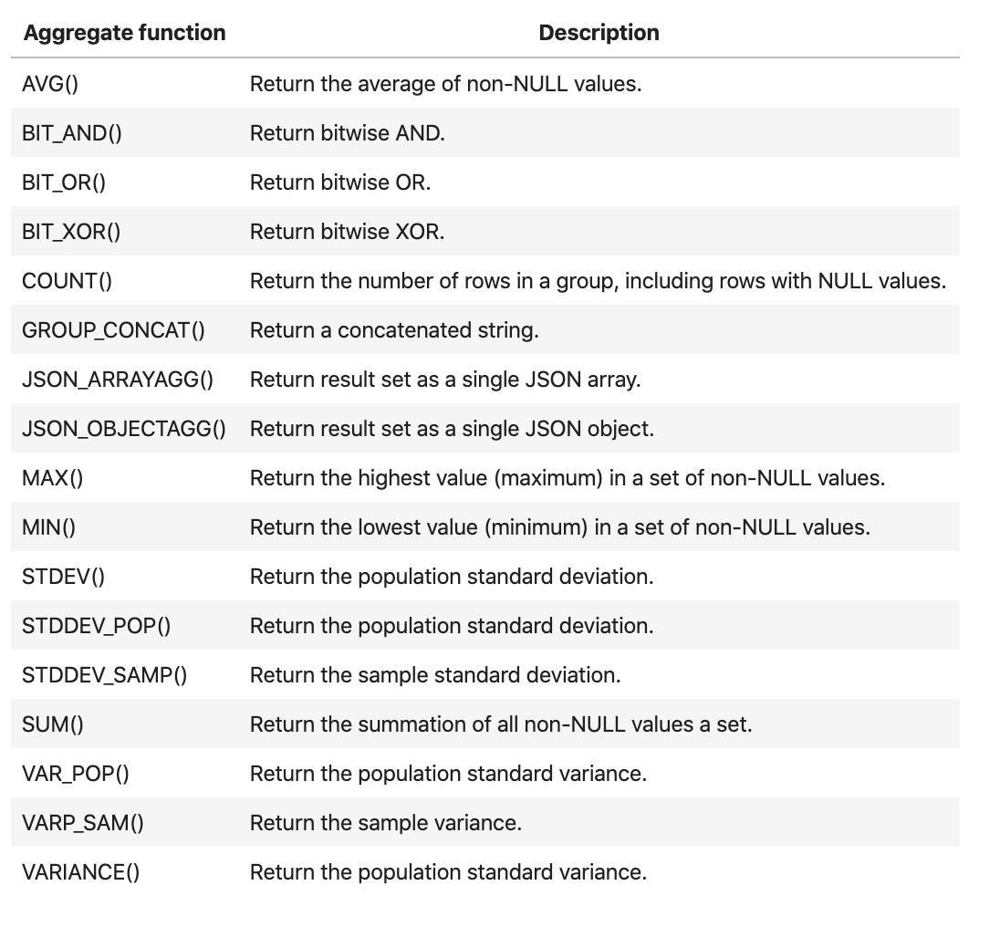 Aggregate function Description
AVG() Return the average of non-NULL values.
BIT_AND() Return bitwise AND.
BIT_OR() Return bitwise OR.
BIT_XOR() Return bitwise XOR.
COUNT() Return the number of rows in a group, including rows with NULL values.
GROUP_CONCAT() Return a concatenated string.
JSON_ARRAYAGG() Return result set as a single JSON array.
JSON_OBJECTAGG() Return result set as a single JSON object.
MAX() Return the highest value (maximum) in a set of non-NULL values.
MIN() Return the lowest value (minimum) in a set of non-NULL values.
STDEV() Return the population standard deviation.
STDDEV_POP() Return the population standard deviation.
STDDEV_SAMP() Return the sample standard deviation.
SUM() Return the summation of all non-NULL values a set.
VAR_POP() Return the population standard variance.
VARP_SAM() Return the sample variance.
VARIANCE() Return the population standard variance.